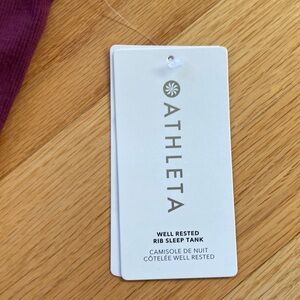 ATHLETA
WELL RESTED
RIB SLEEP TANK
CAMISOLE DE NUIT
CÔTELÉE WELL RESTED